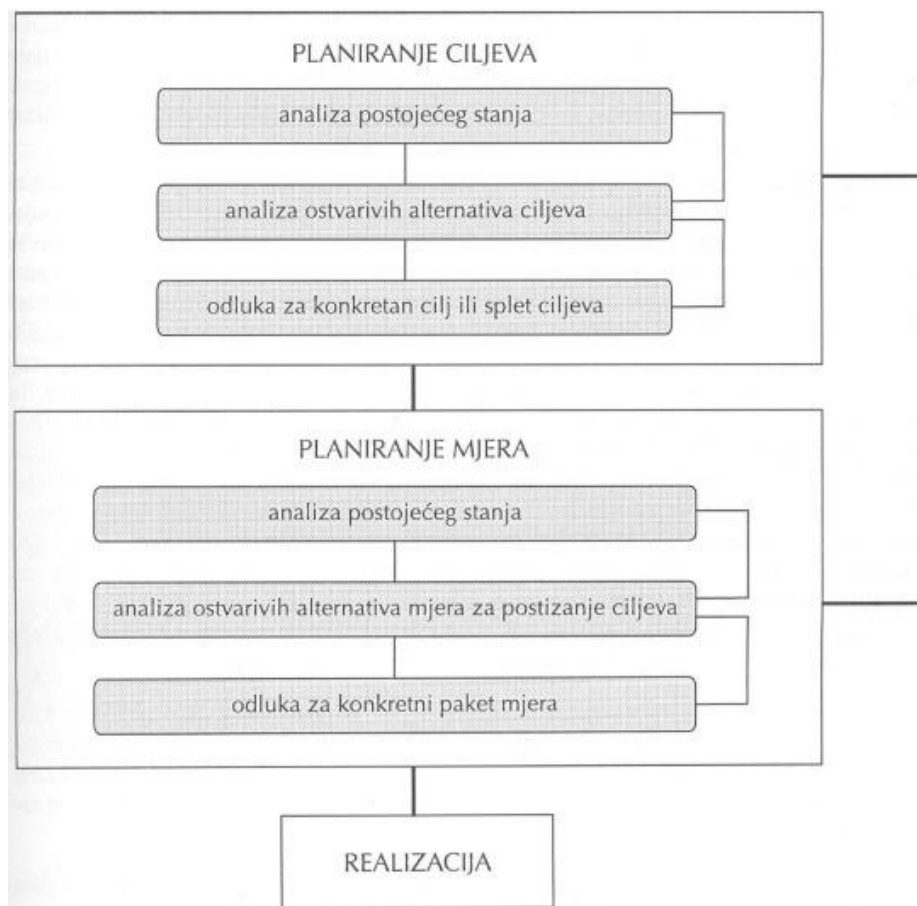 PLANIRANJE CILJEVA
analiza postojećeg stanja
analiza ostvarivih alternativa ciljeva
odluka za konkretan cilj ili splet ciljeva
PLANIRANJE MJERA
analiza postojećeg stanja
analiza ostvarivih alternativa mjera za postizanje ciljeva
odluka za konkretni paket mjera
REALIZACIJA